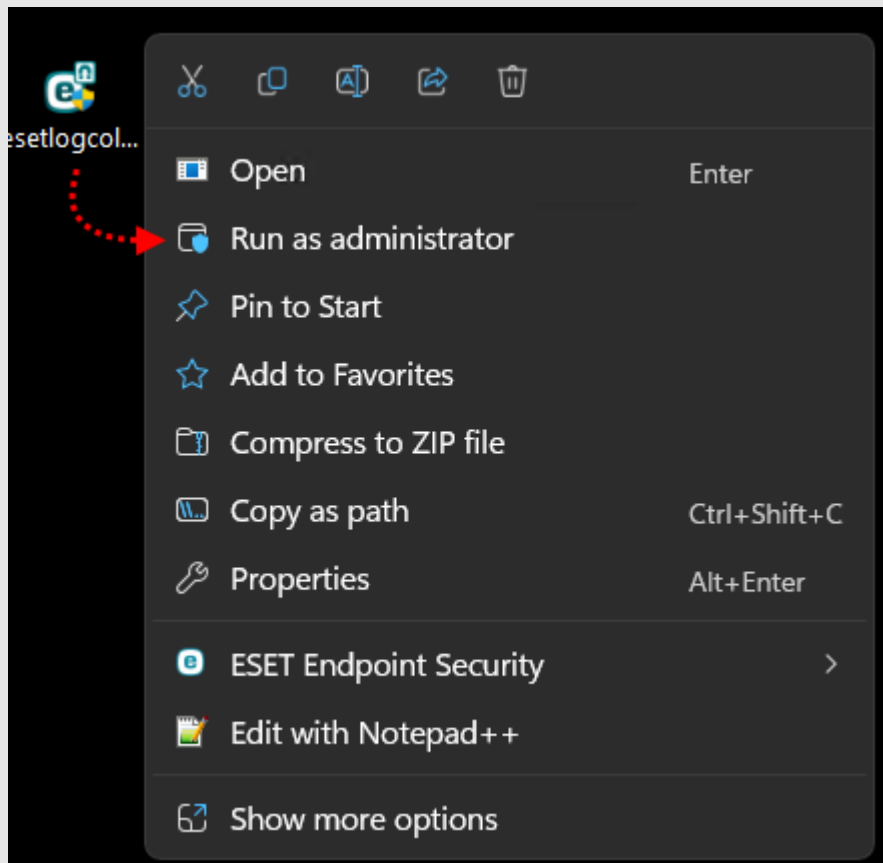 esetlogcol...
Open Enter
Run as administrator
Pin to Start
Add to Favorites
Compress to ZIP file
Copy as path Ctrl+Shift+C
Properties Alt+Enter
ESET Endpoint Security
Edit with Notepad++
Show more options